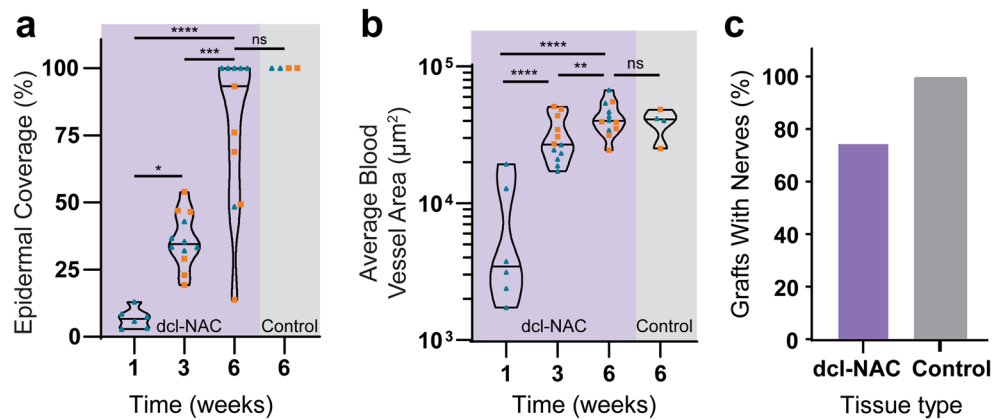 a
Epidermal Coverage (%)
100
75
50
25
0
****
ns
***
*
dcl-NAC
Control
1
3
6
6
Time (weeks)
b
Average Blood
Vessel Area (µm²)
10⁵
10⁴
10³
****
****
**
ns
dcl-NAC
Control
1
3
6
6
Time (weeks)
c
Grafts With Nerves (%)
100
80
60
40
20
0
dcl-NAC
Control
Tissue type